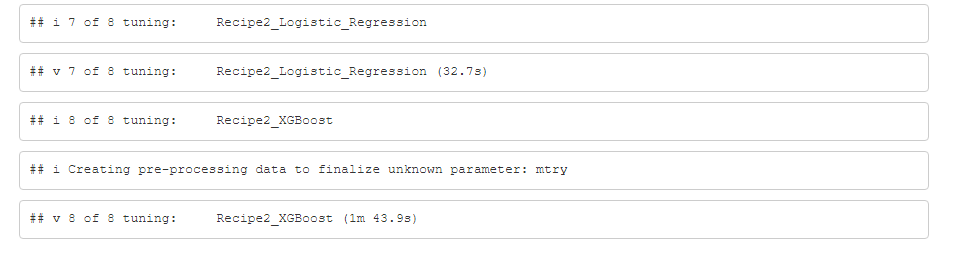 ## i 7 of 8 tuning:     Recipe2_Logistic_Regression
## v 7 of 8 tuning:     Recipe2_Logistic_Regression (32.7s)
## i 8 of 8 tuning:     Recipe2_XGBoost
## i Creating pre-processing data to finalize unknown parameter: mtry
## v 8 of 8 tuning:     Recipe2_XGBoost (1m 43.9s)